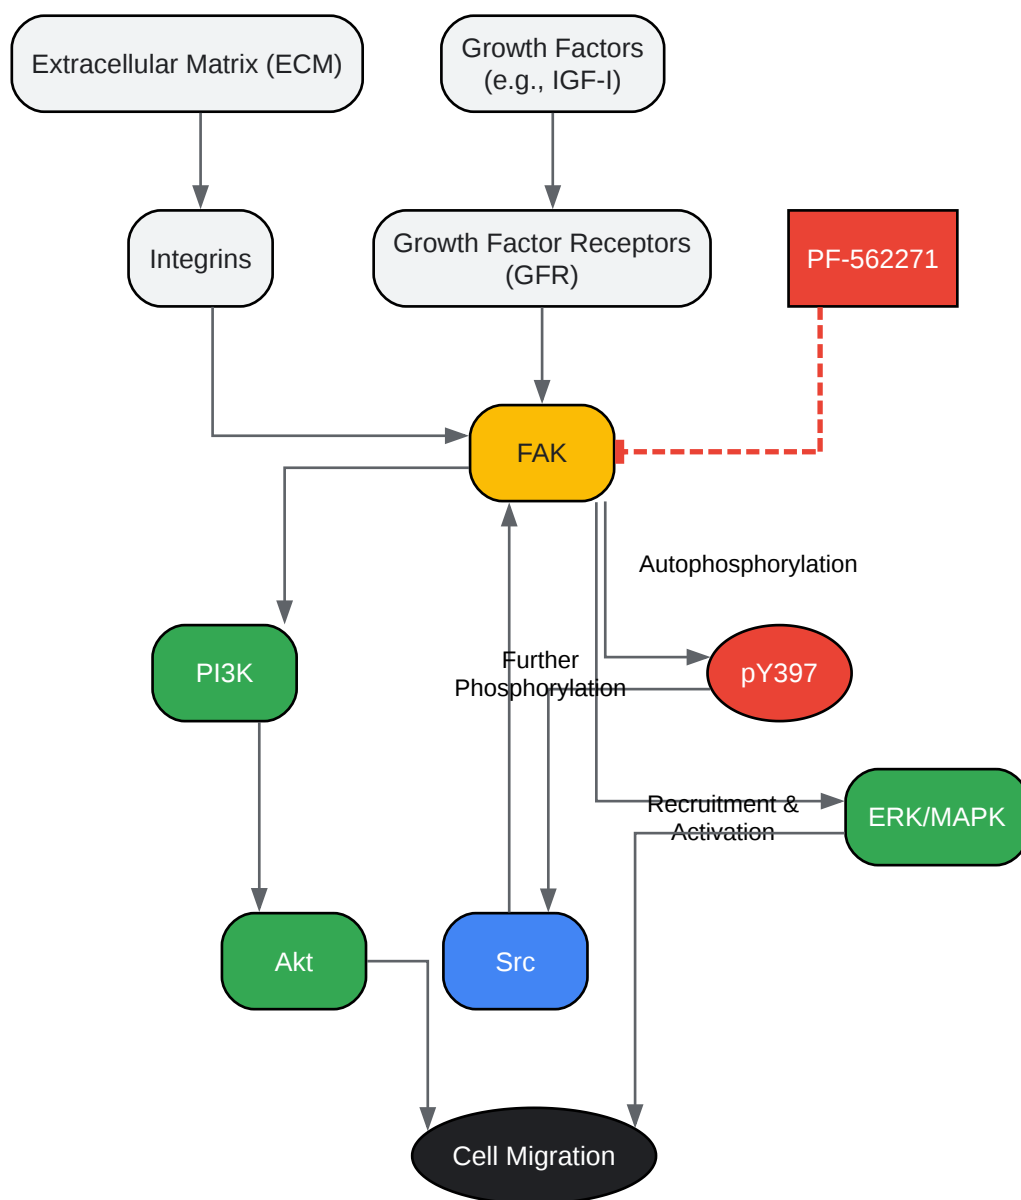 Extracellular Matrix (ECM)
Growth Factors
(e.g., IGF-I)
Integrins
Growth Factor Receptors
(GFR)
PF-562271
FAK
Autophosphorylation
PI3K
Further
Phosphorylation
pY397
Recruitment &
Activation
ERK/MAPK
Akt
Src
Cell Migration